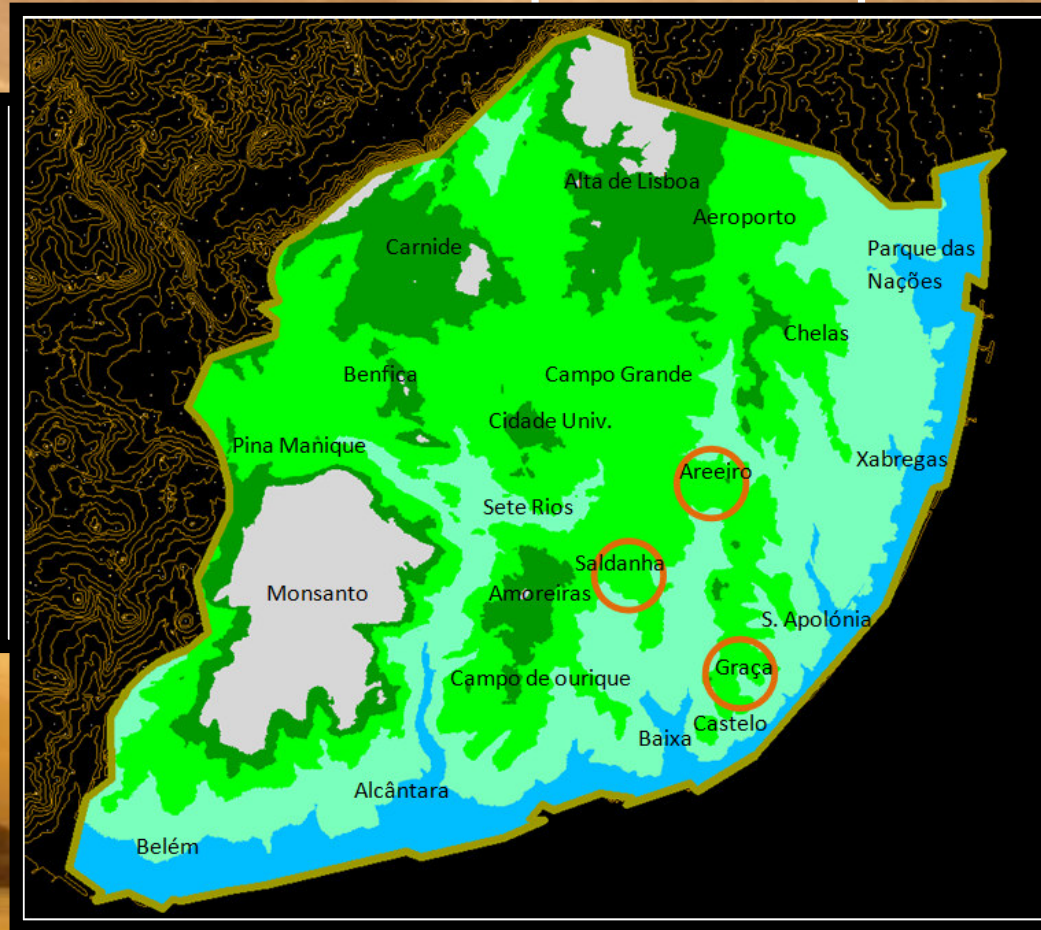 Alta de Lisboa
Aeroporto
Carnide
Parque das
Nações
Chelas
Benfica
Campo Grande
Cidade Univ.
Pina Manique
Xabregas
Areeiro
Sete Rios
Saldanha
Monsanto
Amoreiras
S. Apolónia
Graça
Campo de ourique
Castelo
Baixa
Alcântara
Belém